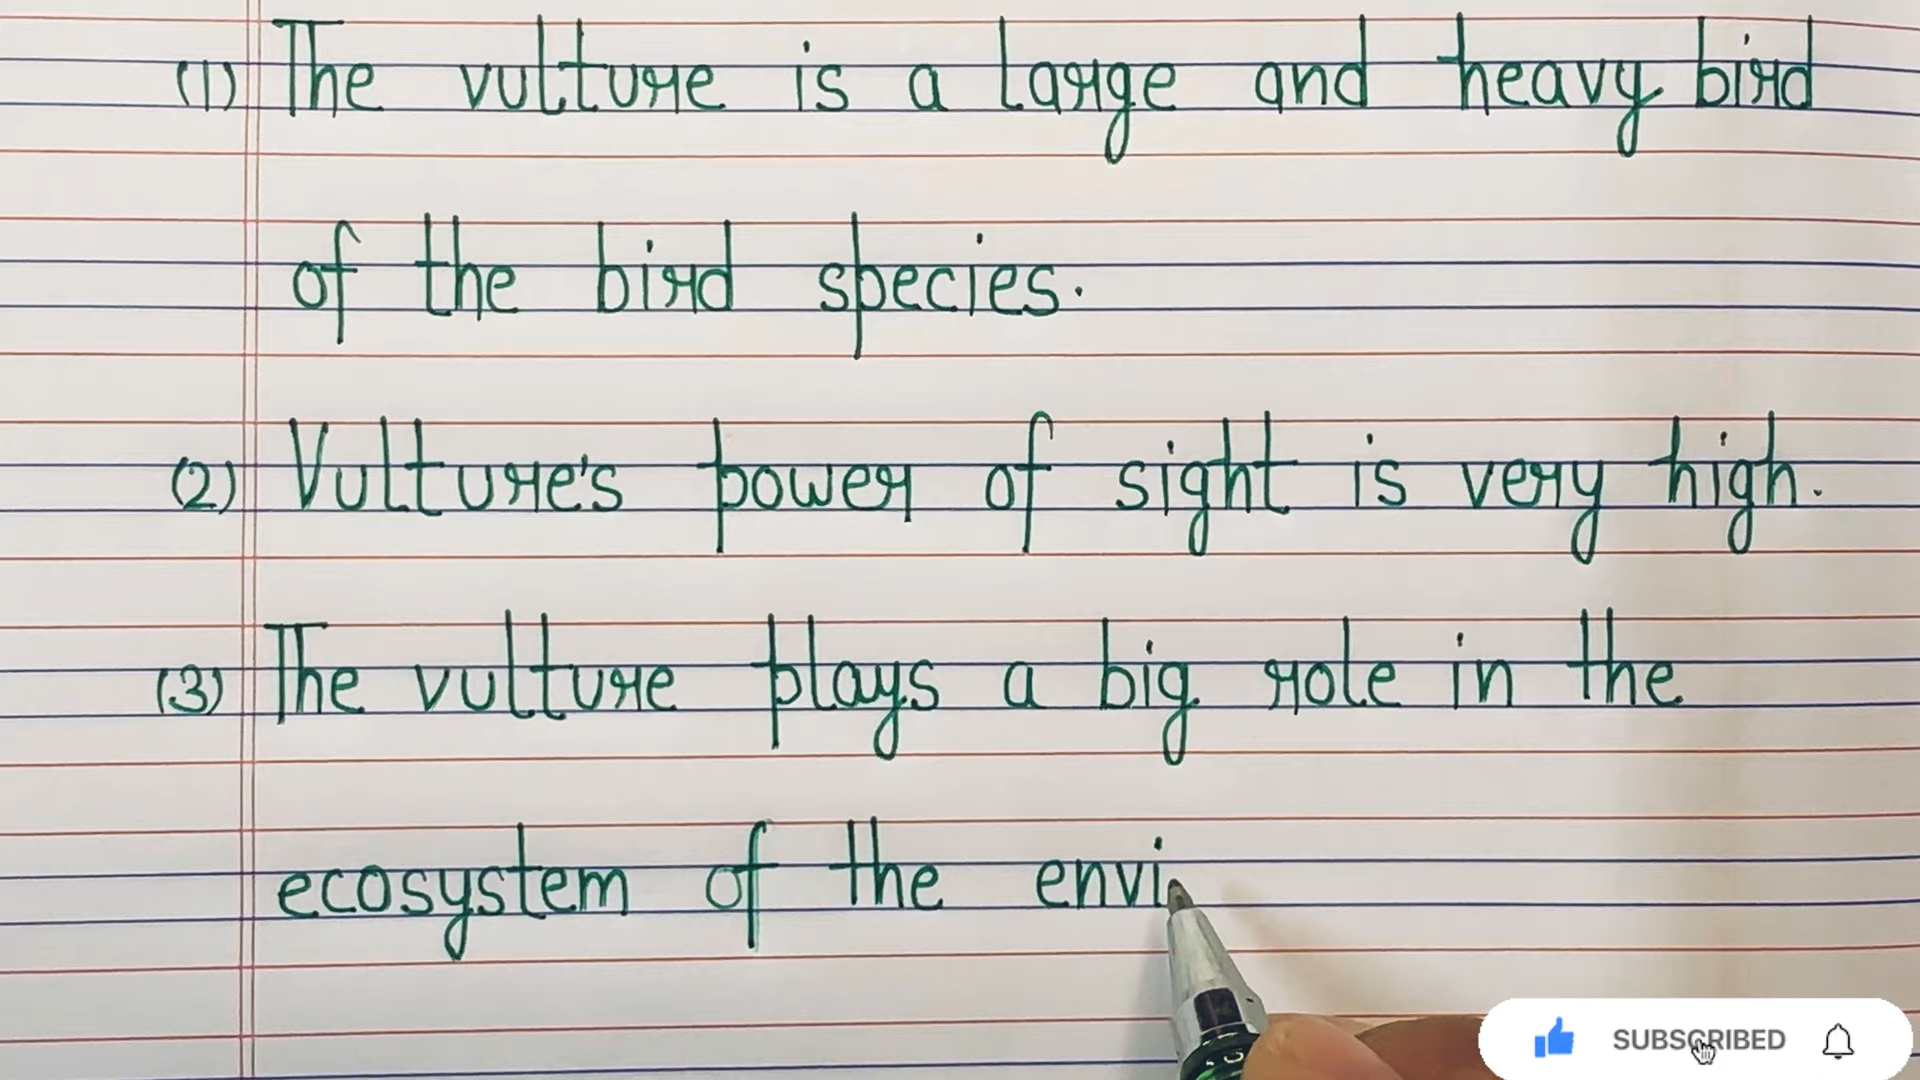 (1) The vulture is a large and heavy bird
of the bird species.
(2) Vulture's power of sight is very high.
(3) The vulture plays a big role in the
ecosystem of the envi
SUBSCRIBED